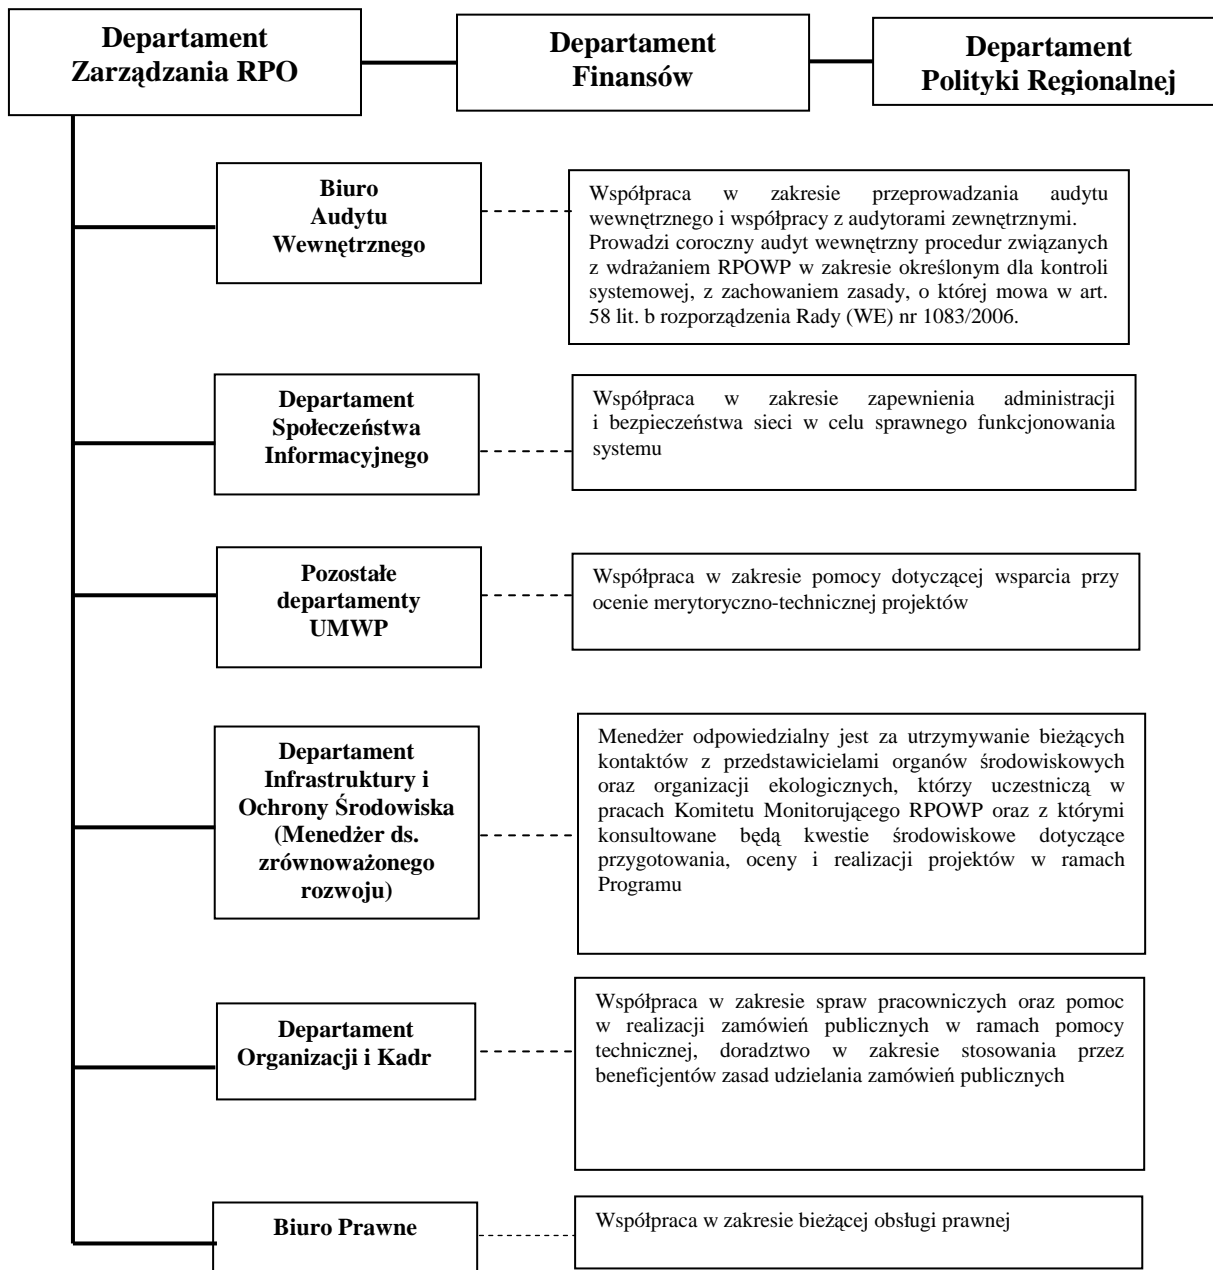 Departament
Zarządzania RPO
Departament
Finansów
Departament
Polityki Regionalnej
Biuro
Audytu
Wewnętrznego
Współpraca w zakresie przeprowadzania audytu
wewnętrznego i współpracy z audytorami zewnętrznymi.
Prowadzi coroczny audyt wewnętrzny procedur związanych
z wdrażaniem RPOWP w zakresie określonym dla kontroli
systemowej, z zachowaniem zasady, o której mowa w art.
58 lit. b rozporządzenia Rady (WE) nr 1083/2006.
Departament
Społeczeństwa
Informacyjnego
Współpraca w zakresie zapewnienia administracji
i bezpieczeństwa sieci w celu sprawnego funkcjonowania
systemu
Pozostałe
departamenty
UMWP
Współpraca w zakresie pomocy dotyczącej wsparcia przy
ocenie merytoryczno-technicznej projektów
Departament
Infrastruktury i
Ochrony Środowiska
(Menedżer ds.
zrównoważonego
rozwoju)
Menedżer odpowiedzialny jest za utrzymywanie bieżących
kontaktów z przedstawicielami organów środowiskowych
oraz organizacji ekologicznych, którzy uczestniczą w
pracach Komitetu Monitorującego RPOWP oraz z którymi
konsultowane będą kwestie środowiskowe dotyczące
przygotowania, oceny i realizacji projektów w ramach
Programu
Departament
Organizacji i Kadr
Współpraca w zakresie spraw pracowniczych oraz pomoc
w realizacji zamówień publicznych w ramach pomocy
technicznej, doradztwo w zakresie stosowania przez
beneficjentów zasad udzielania zamówień publicznych
Biuro Prawne
Współpraca w zakresie bieżącej obsługi prawnej